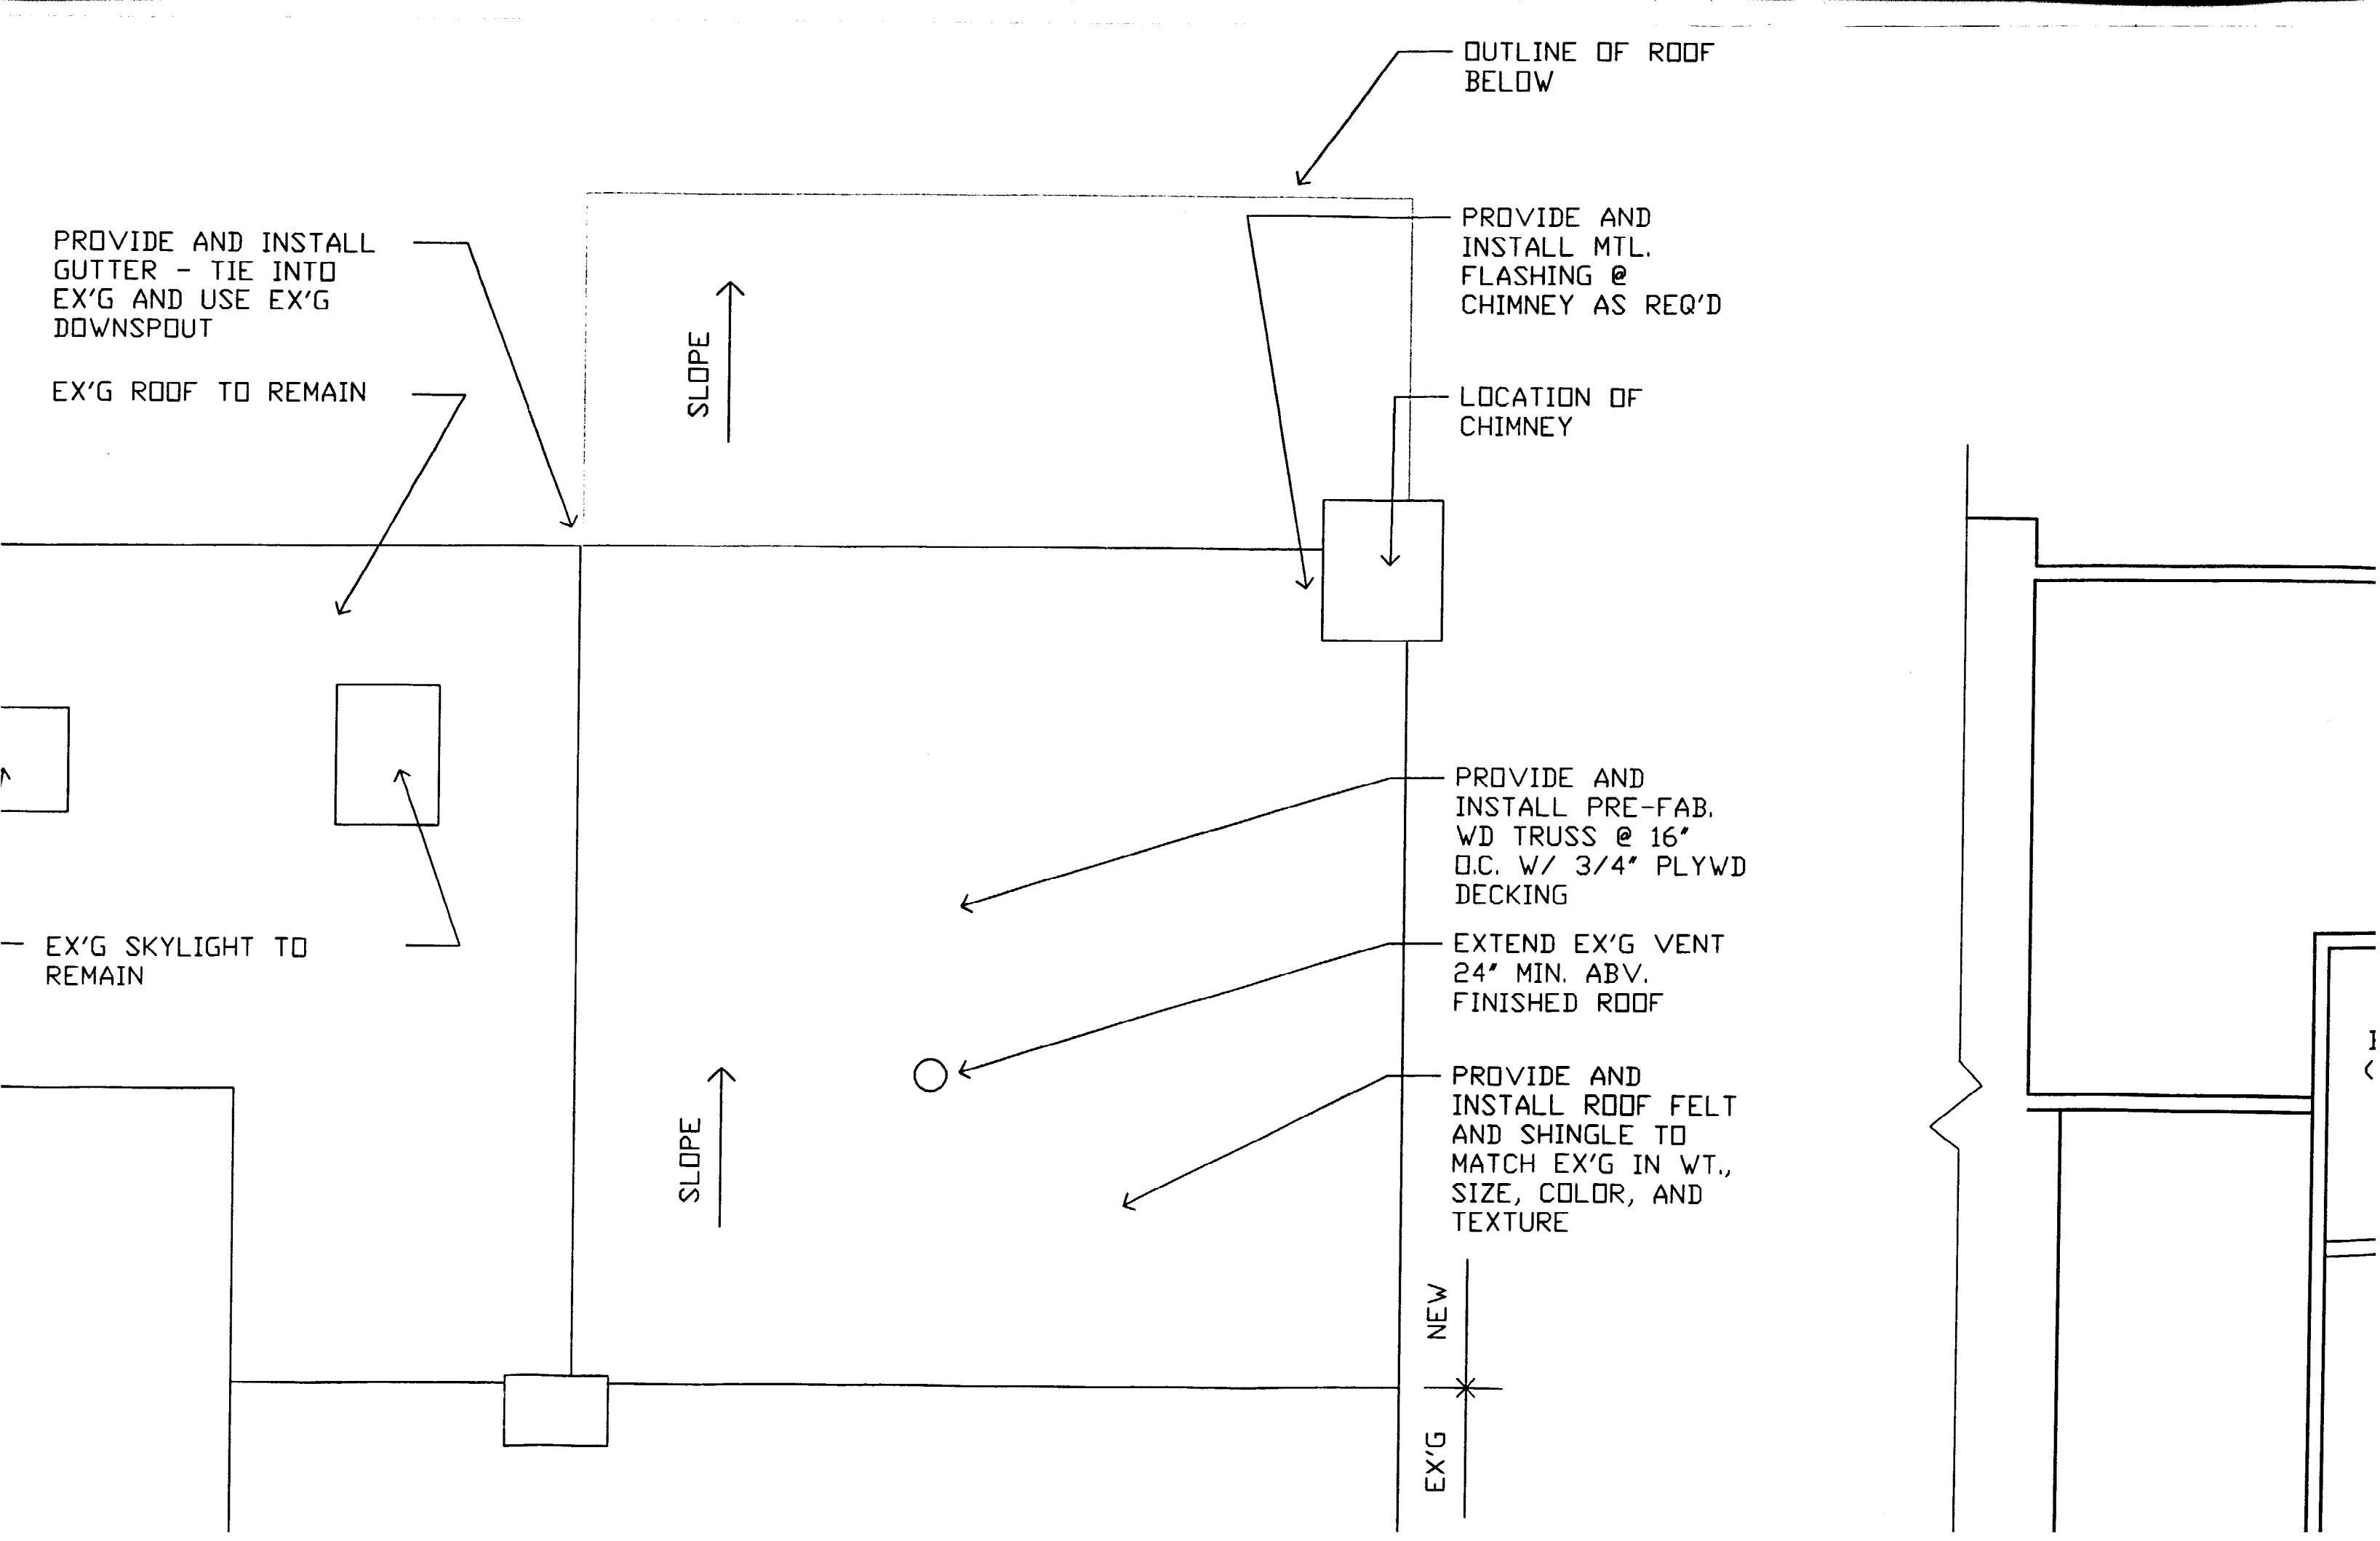 OUTLINE OF ROOF
BELOW
PROVIDE AND INSTALL
GUTTER - TIE INTO
EX'G AND USE EX'G
DOWNSPOUT
EX'G ROOF TO REMAIN
SLOPE
PROVIDE AND
INSTALL MTL.
FLASHING @
CHIMNEY AS REQ'D
LOCATION OF
CHIMNEY
EX'G SKYLIGHT TO
REMAIN
PROVIDE AND
INSTALL PRE-FAB.
WD TRUSS @ 16"
O.C. W/ 3/4" PLYWD
DECKING
EXTEND EX'G VENT
24" MIN. ABV.
FINISHED ROOF
PROVIDE AND
INSTALL ROOF FELT
AND SHINGLE TO
MATCH EX'G IN WT.,
SIZE, COLOR, AND
TEXTURE
SLOPE
NEW
EX'G